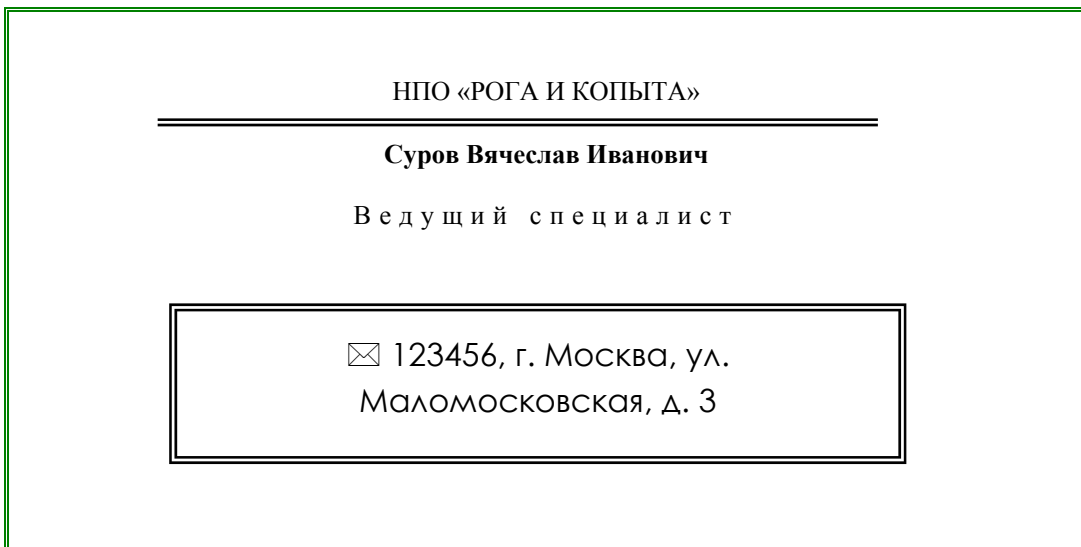 НПО «РОГА И КОПЫТА»
Суров Вячеслав Иванович
Ведущий специалист
🖂 123456, г. Москва, ул.
Маломосковская, д. 3